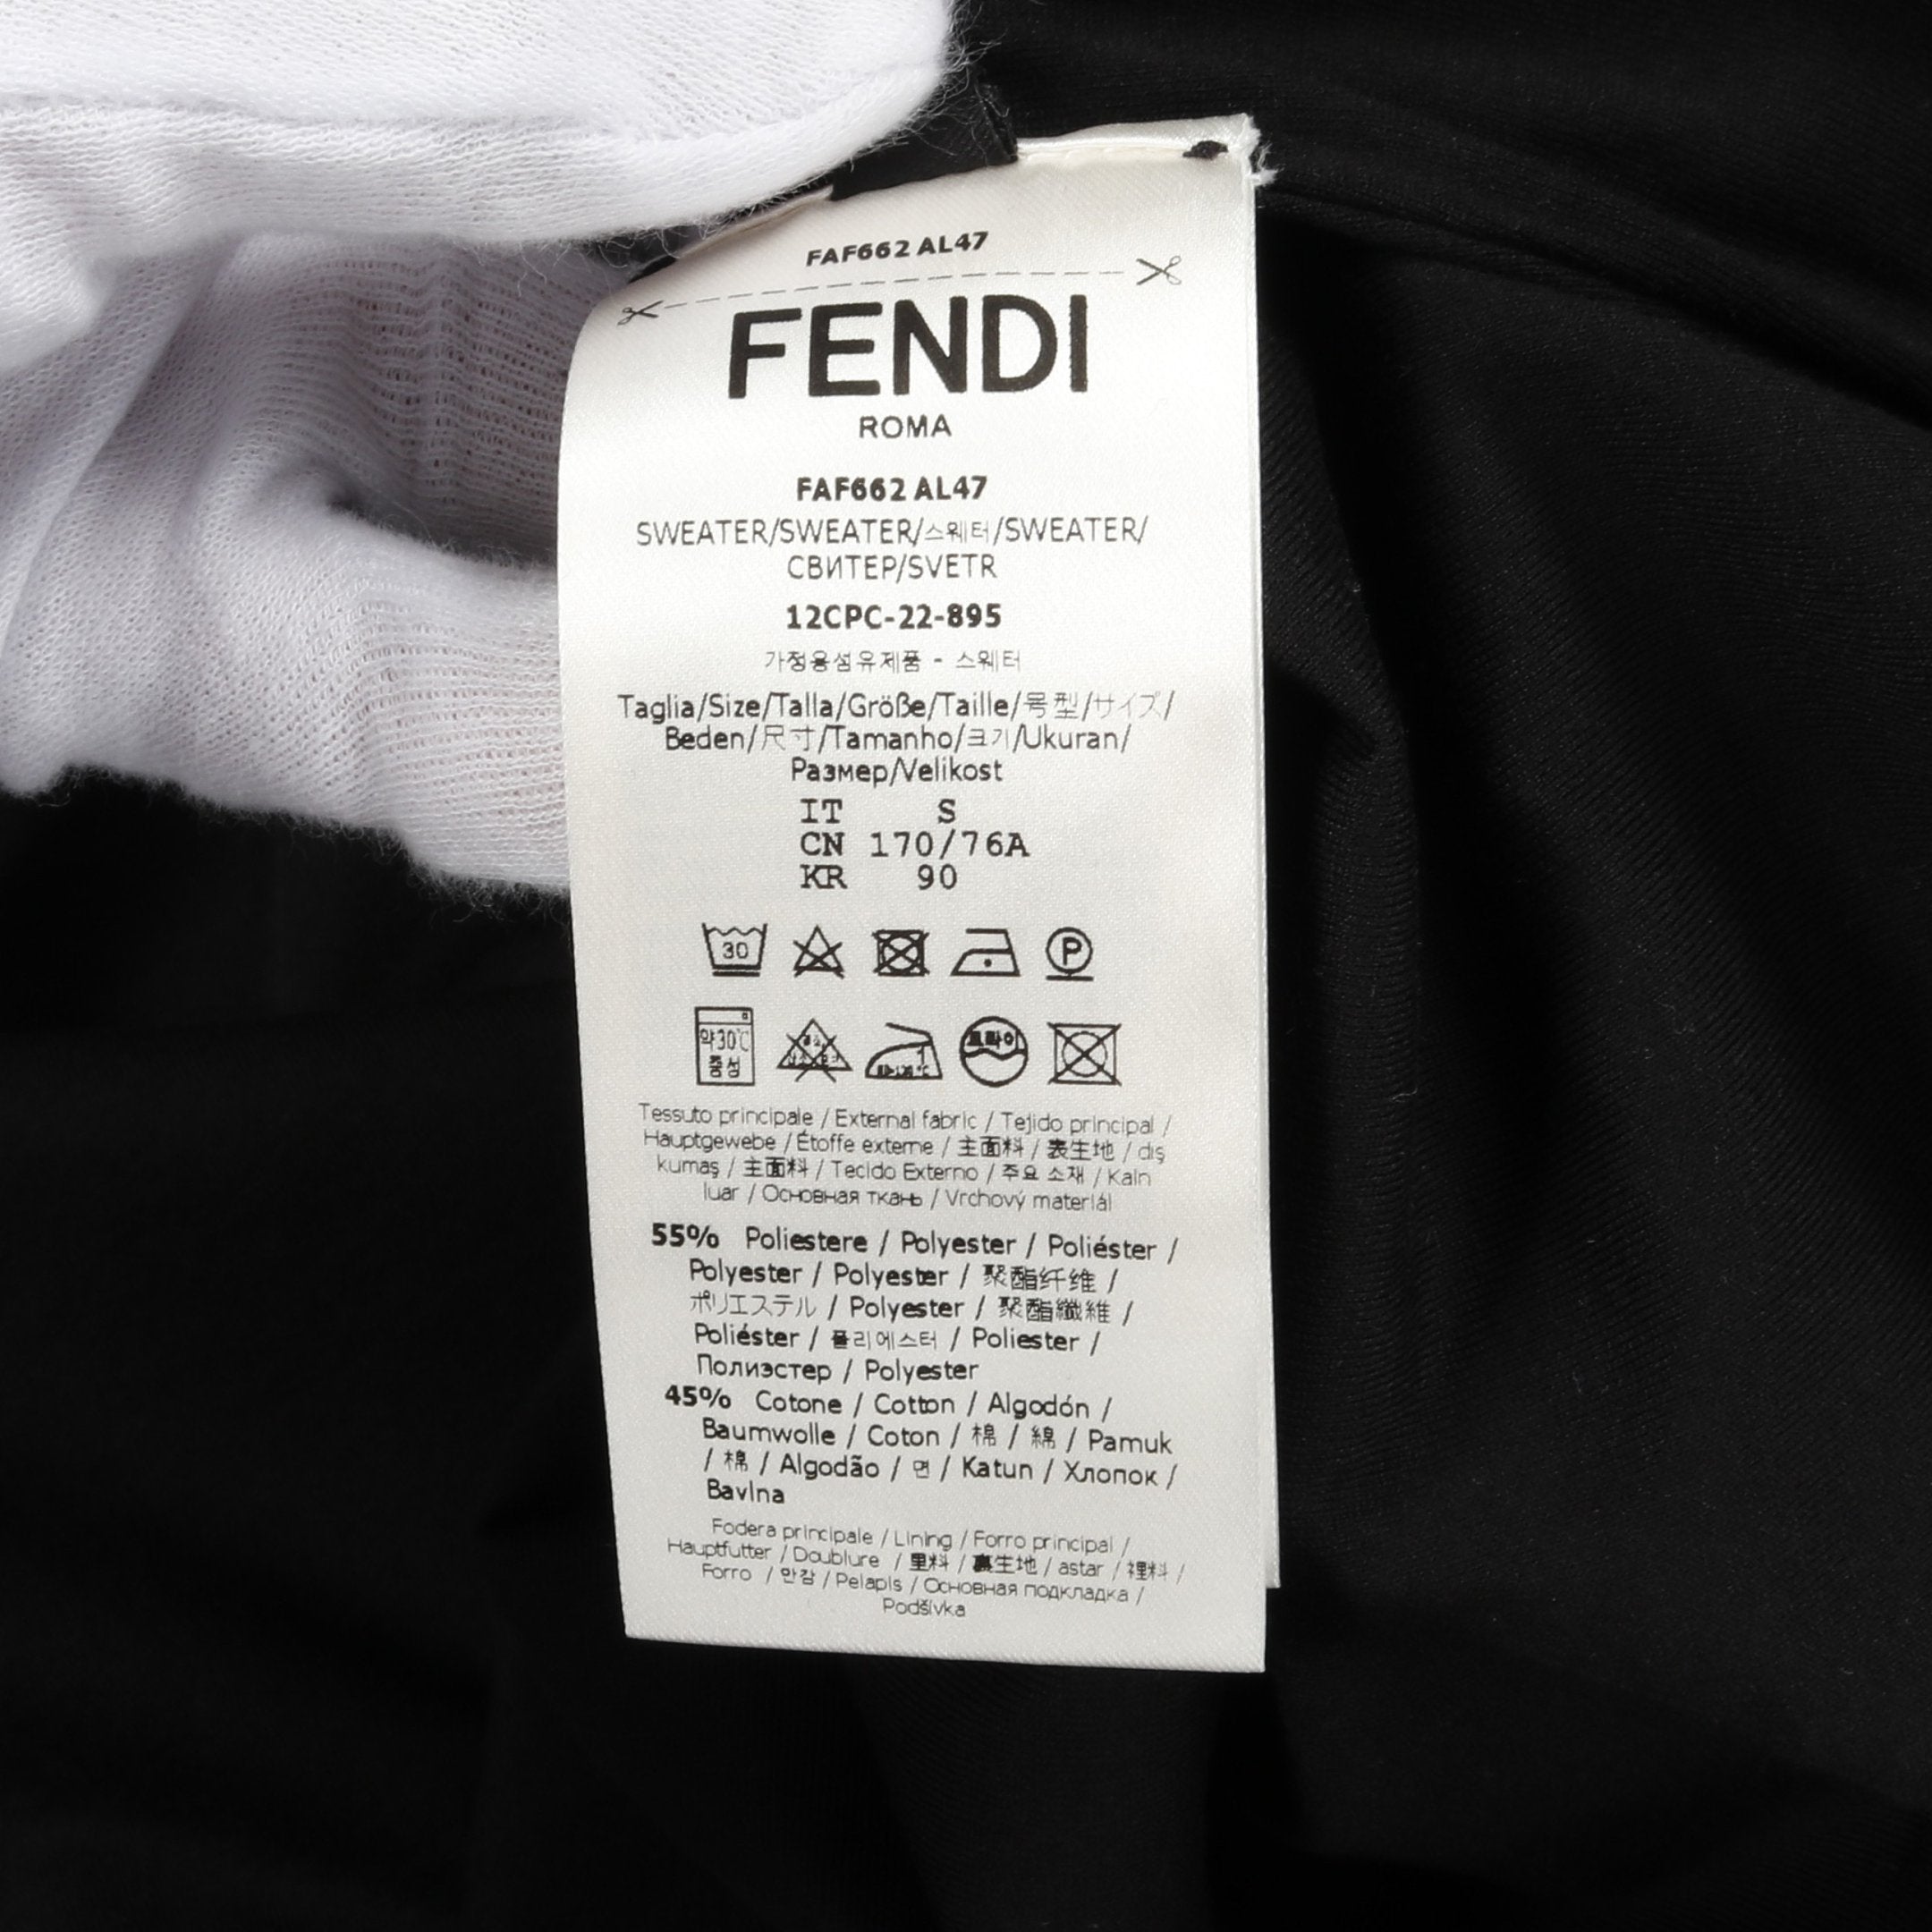 FAF662 AL47
FENDI
ROMA
FAF662 AL47
SWEATER/SWEATER/스웨터/SWEATER/
СВИТЕР/SVETR
12CPC-22-895
가정용섬유제품 - 스웨터
Taglia/Size/Talla/Größe/Taille/号型/サイズ/
Beden/尺寸/Tamanho/크기/Ukuran/
Размер/Velikost
IT S
CN 170/76A
KR 90
30 P
약30℃ 드라이
중성
Tessuto principale / External fabric / Tejido principal /
Hauptgewebe / Étoffe externe / 主面料 / 表生地 / dış
kumaş / 主面料 / Tecido Externo / 주요 소재 / Kain
luar / Основная ткань / Vrchový materiál
55% Poliestere / Polyester / Poliéster /
Polyester / Polyester / 聚酯纤维 /
ポリエステル / Polyester / 聚酯纖維 /
Poliéster / 폴리에스터 / Poliester /
Полиэстер / Polyester
45% Cotone / Cotton / Algodón /
Baumwolle / Coton / 棉 / 綿 / Pamuk
/ 棉 / Algodão / 면 / Katun / Хлопок /
Bavlna
Fodera principale / Lining / Forro principal /
Hauptfutter / Doublure / 里料 / 裏生地 / astar / 裡料 /
Forro / 안감 / Pelapis / Основная подкладка /
Podšívka